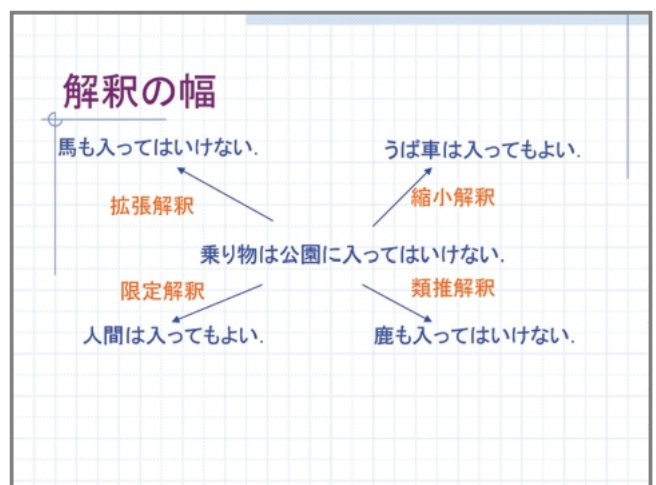 解釈の幅
馬も入ってはいけない.
うば車は入ってもよい.
拡張解釈
縮小解釈
乗り物は公園に入ってはいけない.
限定解釈
類推解釈
人間は入ってもよい.
鹿も入ってはいけない.